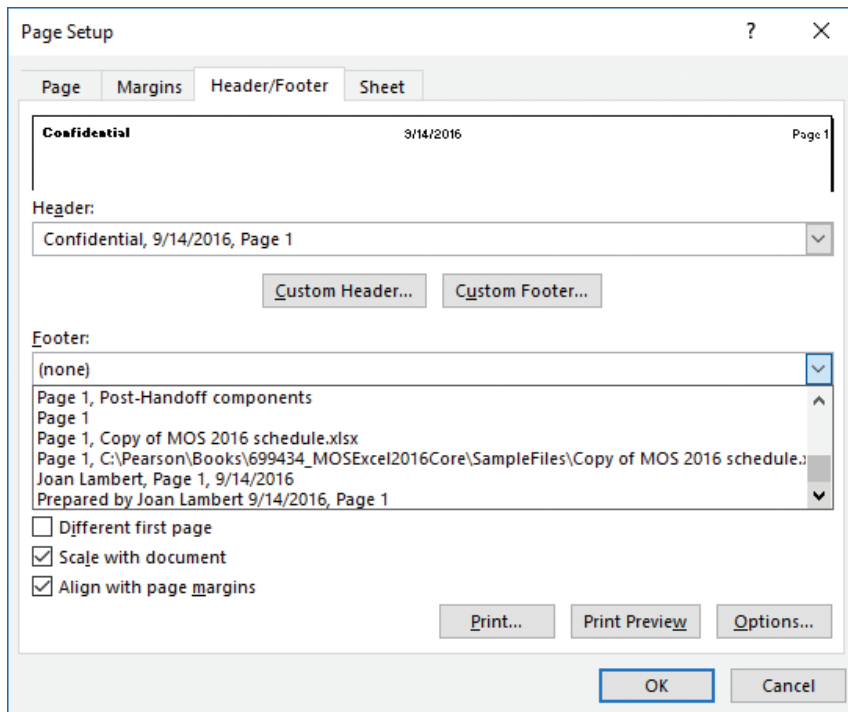 Page Setup ?
Page Margins Header/Footer Sheet
Confidential 9/14/2016 Page 1
Header:
Confidential, 9/14/2016, Page 1
Custom Header... Custom Footer...
Footer:
(none)
Page 1, Post-Handoff components
Page 1
Page 1, Copy of MOS 2016 schedule.xlsx
Page 1, C:\Pearson\Books\699434_MOSExcel2016Core\SampleFiles\Copy of MOS 2016 schedule.x
Joan Lambert, Page 1, 9/14/2016
Prepared by Joan Lambert 9/14/2016, Page 1
Different first page
Scale with document
Align with page margins
Print... Print Preview Options...
OK Cancel